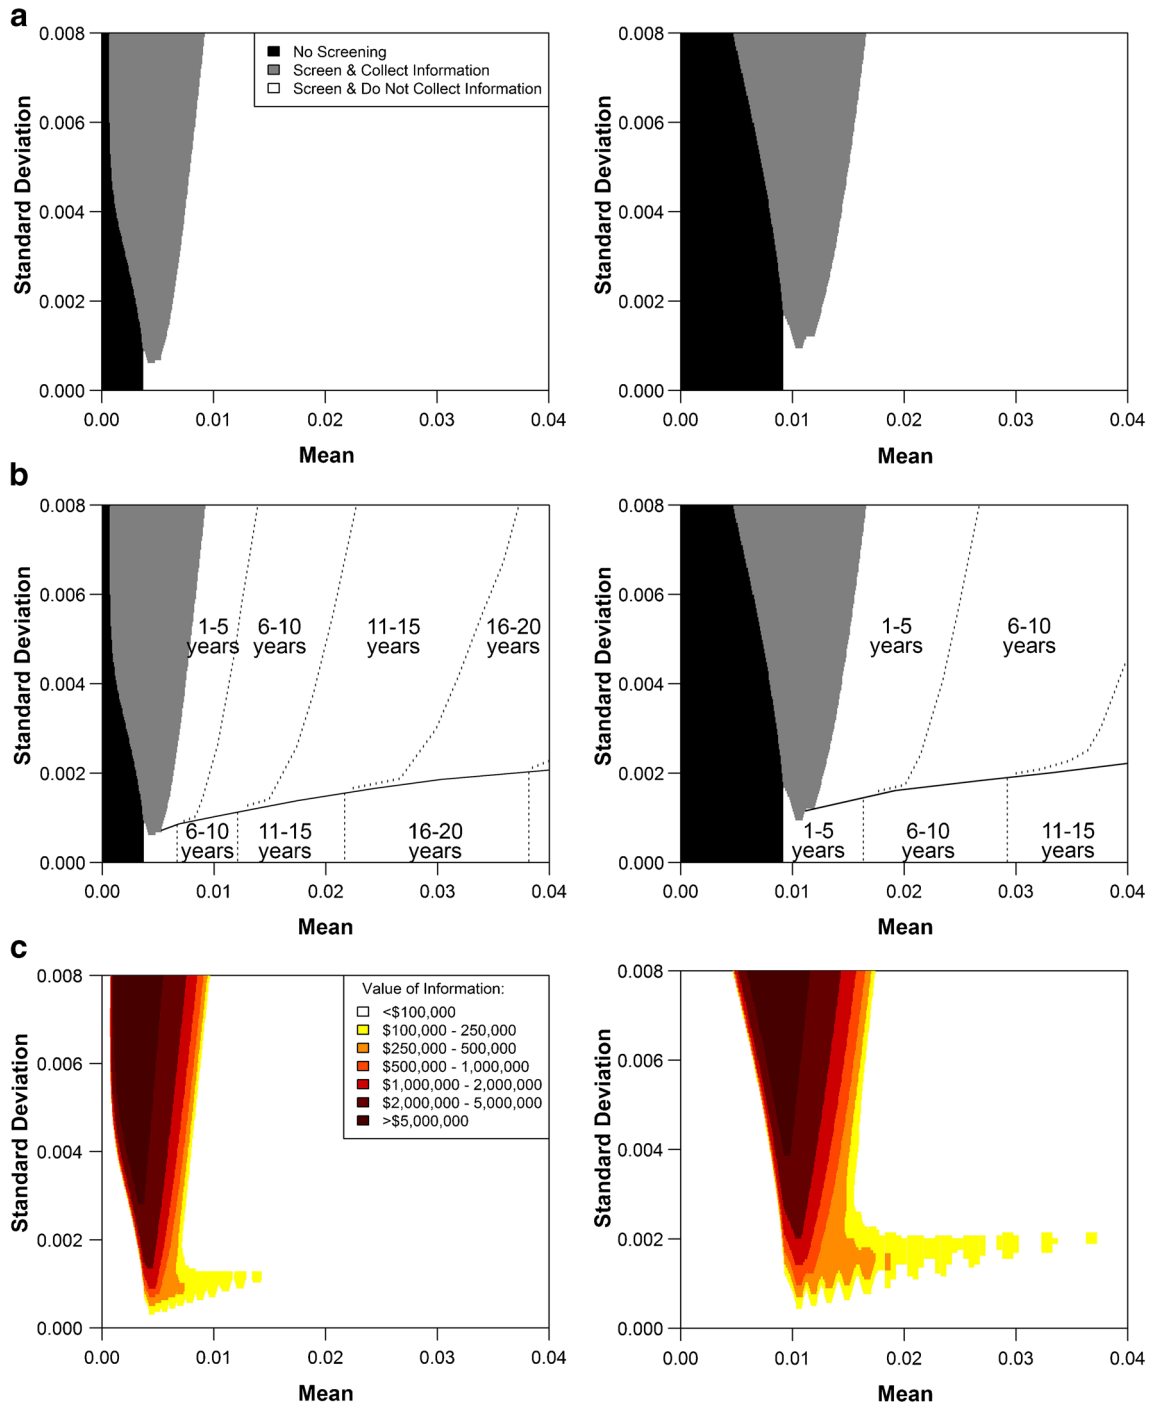 a
0.008
0.006
0.004
0.002
0.000
Standard Deviation
0.00 0.01 0.02 0.03 0.04
Mean
No Screening
Screen & Collect Information
Screen & Do Not Collect Information
0.008
0.006
0.004
0.002
0.000
Standard Deviation
0.00 0.01 0.02 0.03 0.04
Mean
b
0.008
0.006
0.004
0.002
0.000
Standard Deviation
1-5
years
6-10
years
11-15
years
16-20
years
6-10
years
11-15
years
16-20
years
0.00 0.01 0.02 0.03 0.04
Mean
0.008
0.006
0.004
0.002
0.000
Standard Deviation
1-5
years
6-10
years
1-5
years
6-10
years
11-15
years
0.00 0.01 0.02 0.03 0.04
Mean
c
0.008
0.006
0.004
0.002
0.000
Standard Deviation
Value of Information:
<$100,000
$100,000 - 250,000
$250,000 - 500,000
$500,000 - 1,000,000
$1,000,000 - 2,000,000
$2,000,000 - 5,000,000
>$5,000,000
0.00 0.01 0.02 0.03 0.04
Mean
0.008
0.006
0.004
0.002
0.000
Standard Deviation
0.00 0.01 0.02 0.03 0.04
Mean